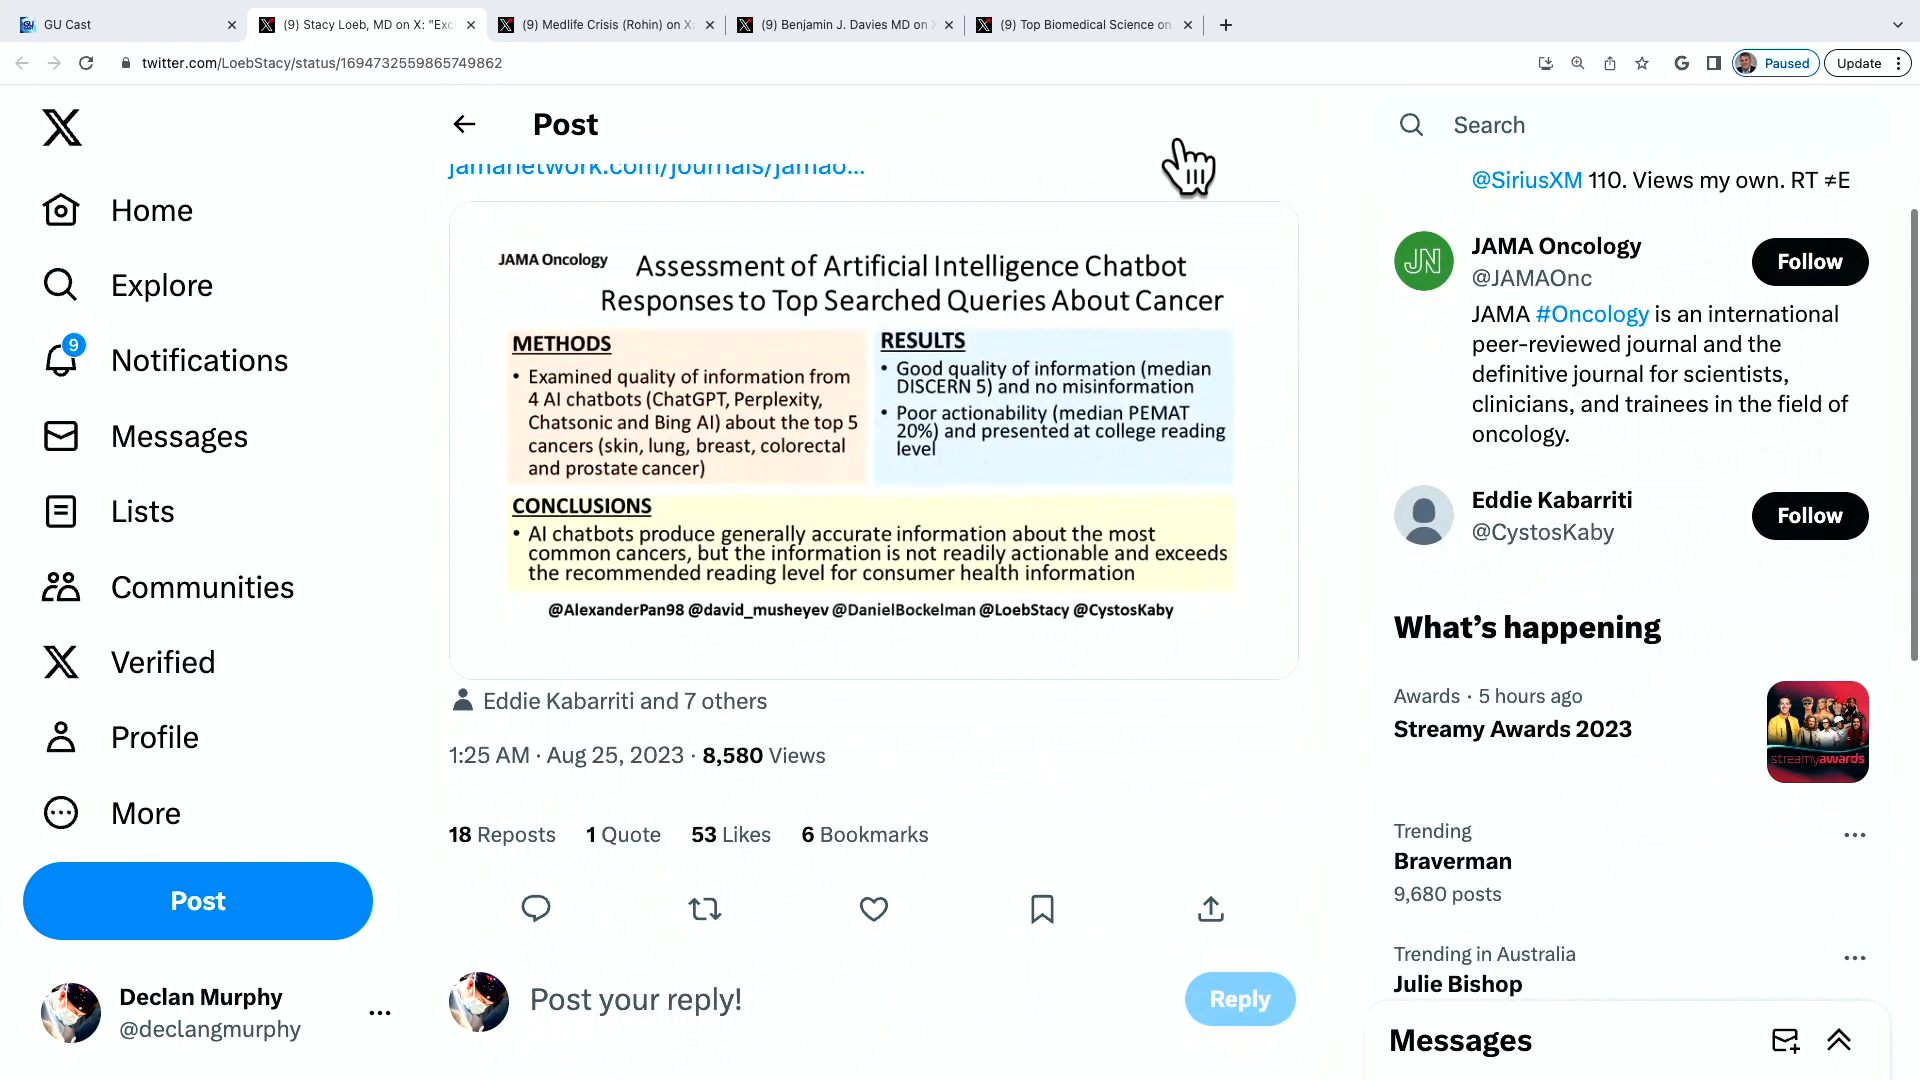 GU Cast
(9) Stacy Loeb, MD on X: "Exc
(9) Medlife Crisis (Rohin) on X:
(9) Benjamin J. Davies MD on X
(9) Top Biomedical Science on
twitter.com/LoebStacy/status/1694732559865749862
Paused
Update
Post
Search
jamanetwork.com/journals/jamao...
@SiriusXM 110. Views my own. RT ≠E
Home
Explore
9
Notifications
Messages
Lists
Communities
Verified
Profile
More
Post
Declan Murphy
@declangmurphy
JAMA Oncology
Assessment of Artificial Intelligence Chatbot
Responses to Top Searched Queries About Cancer
METHODS
• Examined quality of information from
4 AI chatbots (ChatGPT, Perplexity,
Chatsonic and Bing AI) about the top 5
cancers (skin, lung, breast, colorectal
and prostate cancer)
RESULTS
• Good quality of information (median
DISCERN 5) and no misinformation
• Poor actionability (median PEMAT
20%) and presented at college reading
level
CONCLUSIONS
• AI chatbots produce generally accurate information about the most
common cancers, but the information is not readily actionable and exceeds
the recommended reading level for consumer health information
@AlexanderPan98 @david_musheyev @DanielBockelman @LoebStacy @CystosKaby
Eddie Kabarriti and 7 others
1:25 AM · Aug 25, 2023 · 8,580 Views
18 Reposts 1 Quote 53 Likes 6 Bookmarks
Post your reply!
Reply
JN
JAMA Oncology
@JAMAOnc
Follow
JAMA #Oncology is an international
peer-reviewed journal and the
definitive journal for scientists,
clinicians, and trainees in the field of
oncology.
Eddie Kabarriti
@CystosKaby
Follow
What's happening
Awards · 5 hours ago
Streamy Awards 2023
streamyawards
Trending
Braverman
9,680 posts
Trending in Australia
Julie Bishop
Messages